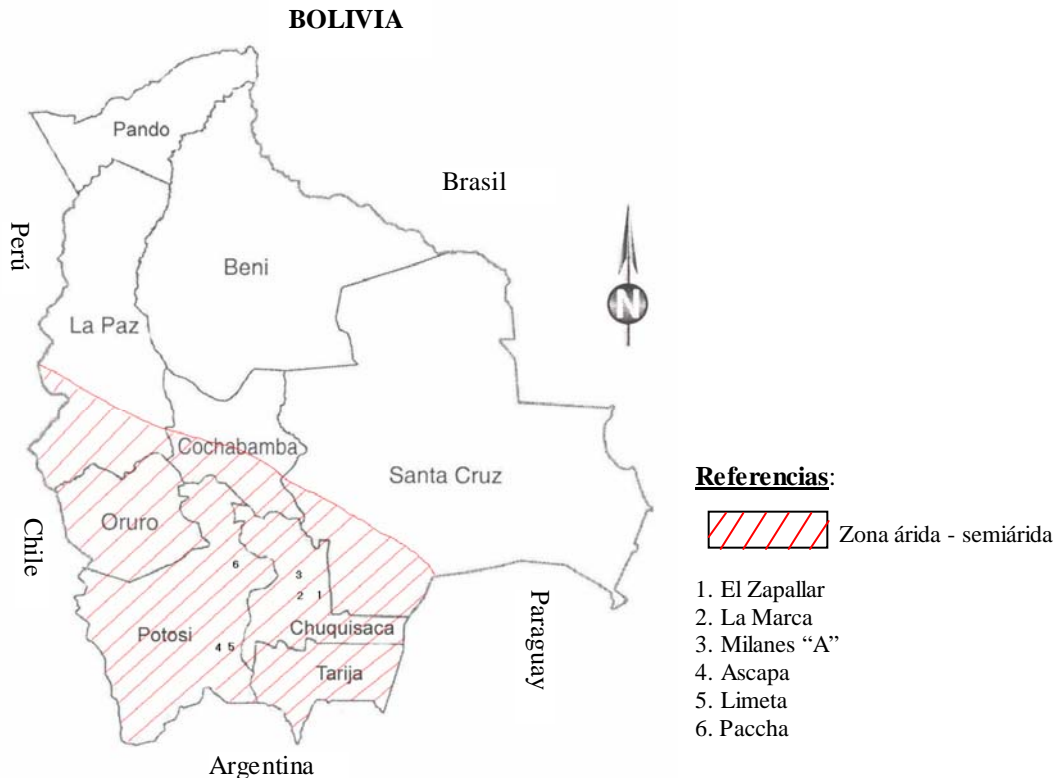 BOLIVIA
Pando
Brasil
Perú
Beni
N
La Paz
Cochabamba
Santa Cruz
Oruro
Chile
6
3
2 1
Chuquisaca
Potosi
4 5
Tarija
Paraguay
Argentina
Referencias:
Zona árida - semiárida
1. El Zapallar
2. La Marca
3. Milanes “A”
4. Ascapa
5. Limeta
6. Paccha